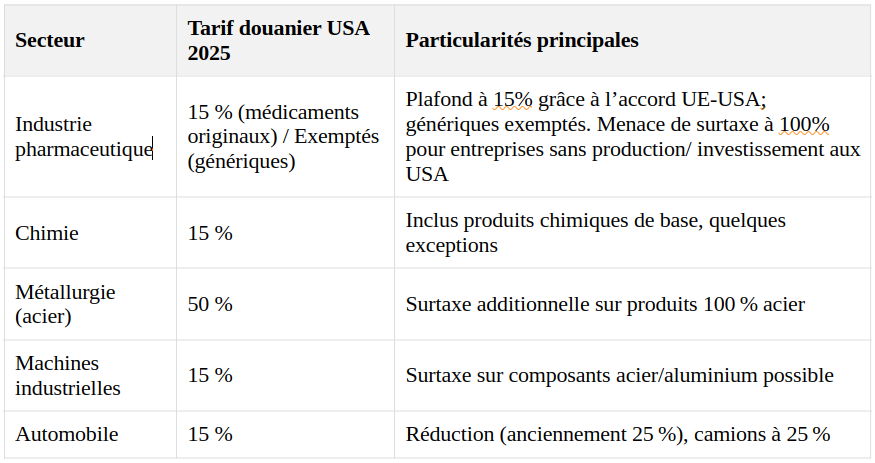 Secteur
Tarif douanier USA
2025
Particularités principales
Industrie
pharmaceutique
15 % (médicaments
originaux) / Exemptés
(génériques)
Plafond à 15% grâce à l’accord UE-USA;
génériques exemptés. Menace de surtaxe à 100%
pour entreprises sans production/ investissement aux
USA
Chimie
15 %
Inclus produits chimiques de base, quelques
exceptions
Métallurgie
(acier)
50 %
Surtaxe additionnelle sur produits 100 % acier
Machines
industrielles
15 %
Surtaxe sur composants acier/aluminium possible
Automobile
15 %
Réduction (anciennement 25 %), camions à 25 %